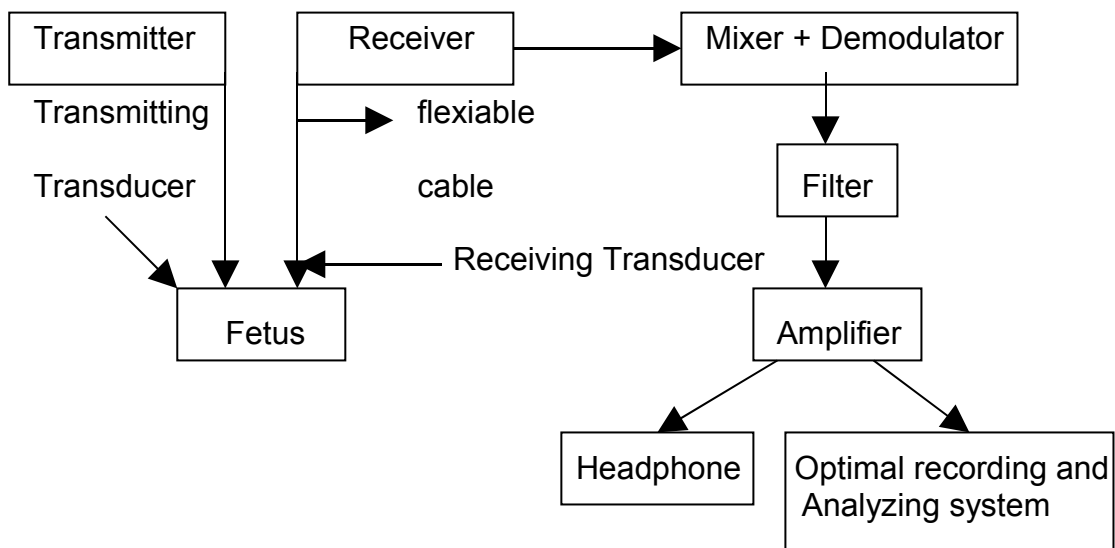 Transmitter
Receiver
Mixer + Demodulator
Transmitting
Transducer
flexiable
cable
Filter
Receiving Transducer
Fetus
Amplifier
Headphone
Optimal recording and
Analyzing system